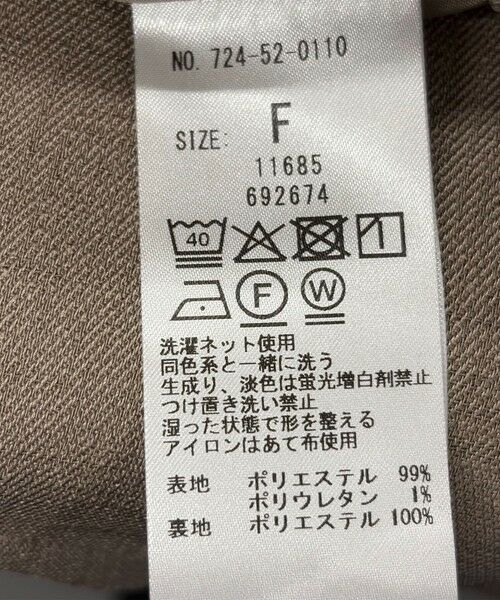 NO. 724-52-0110
SIZE: F
11685
692674
40
F W
洗濯ネット使用
同色系と一緒に洗う
生成り、淡色は蛍光増白剤禁止
つけ置き洗い禁止
湿った状態で形を整える
アイロンはあて布使用
表地 ポリエステル 99%
ポリウレタン 1%
裏地 ポリエステル 100%